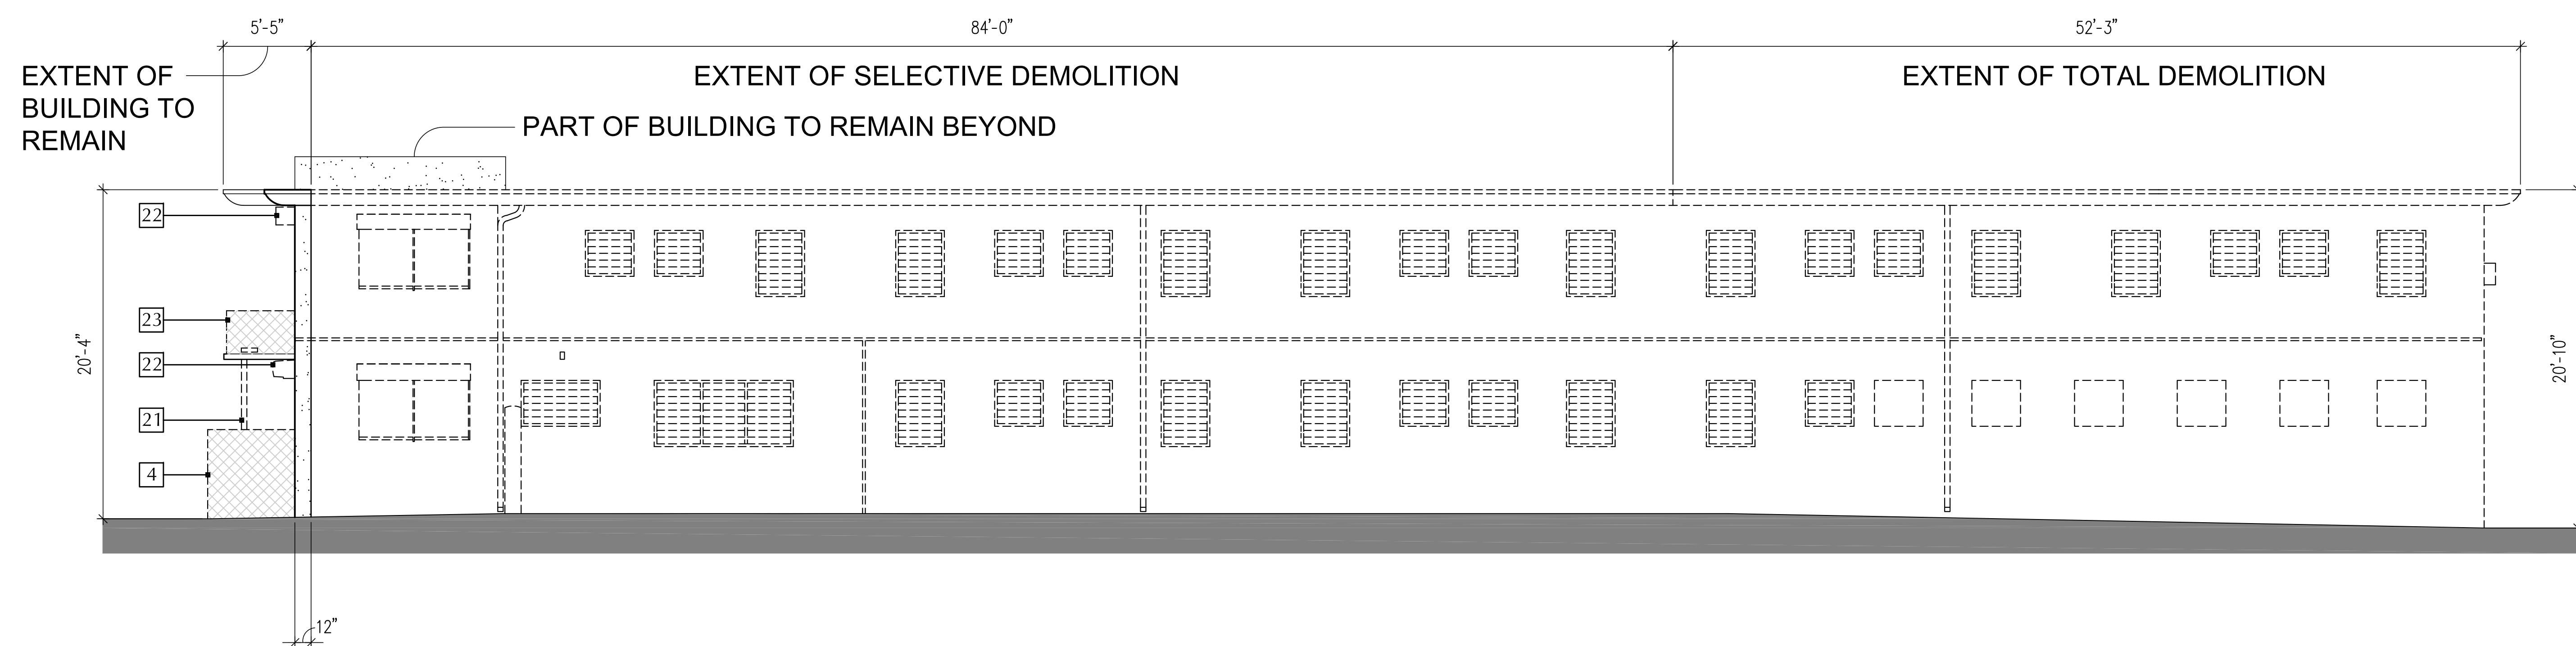 5'-5"
84'-0"
52'-3"
EXTENT OF
BUILDING TO
REMAIN
EXTENT OF SELECTIVE DEMOLITION
EXTENT OF TOTAL DEMOLITION
PART OF BUILDING TO REMAIN BEYOND
22
23
22
21
4
20'-4"
20'-10"
12"